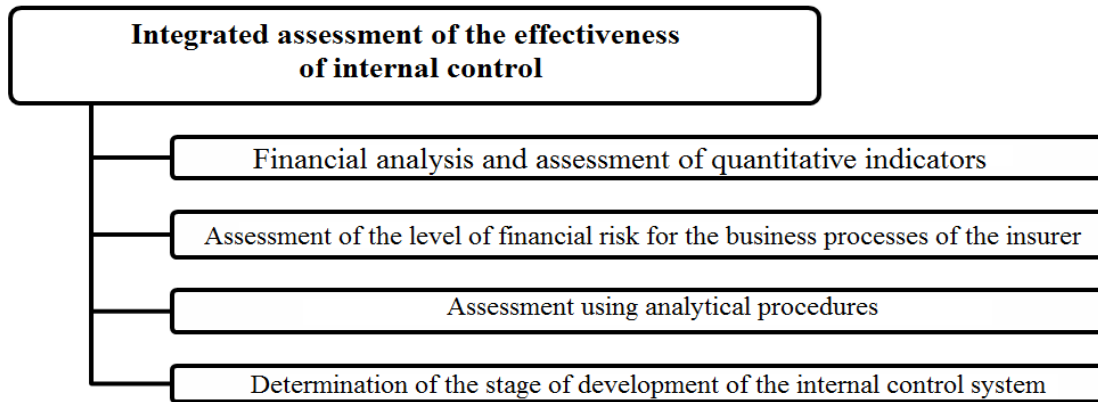 Integrated assessment of the effectiveness
of internal control
Financial analysis and assessment of quantitative indicators
Assessment of the level of financial risk for the business processes of the insurer
Assessment using analytical procedures
Determination of the stage of development of the internal control system